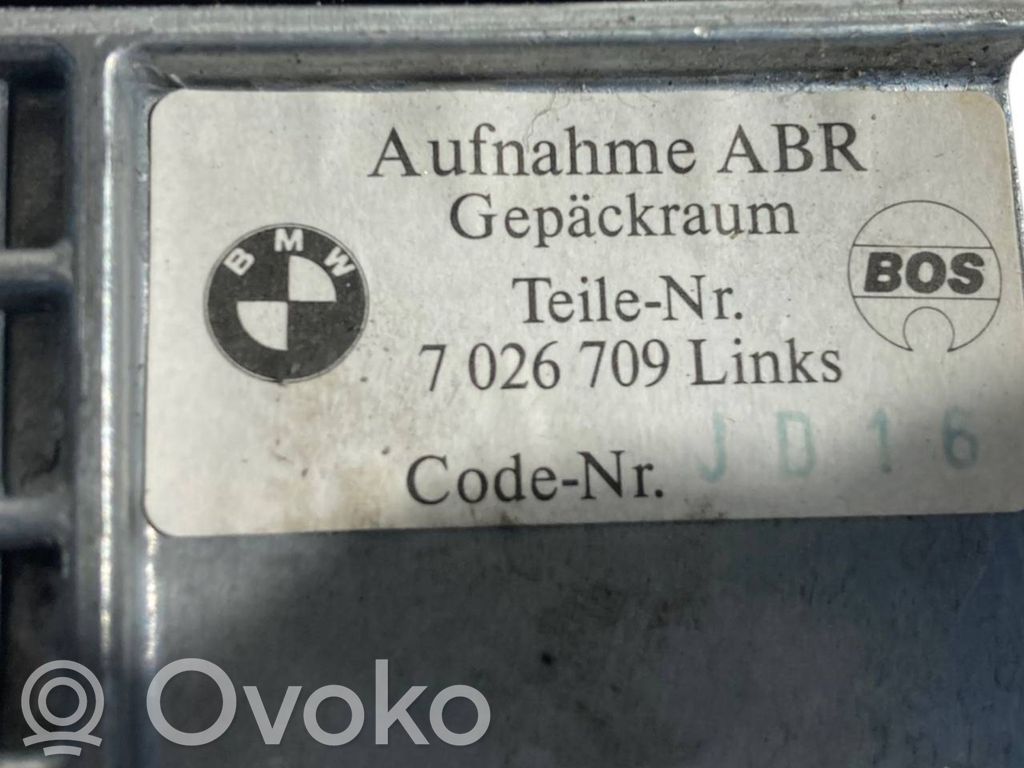 Aufnahme ABR
Gepäckraum
BMW
BOS
Teile-Nr.
7 026 709 Links
Code-Nr. JD16
Ovoko